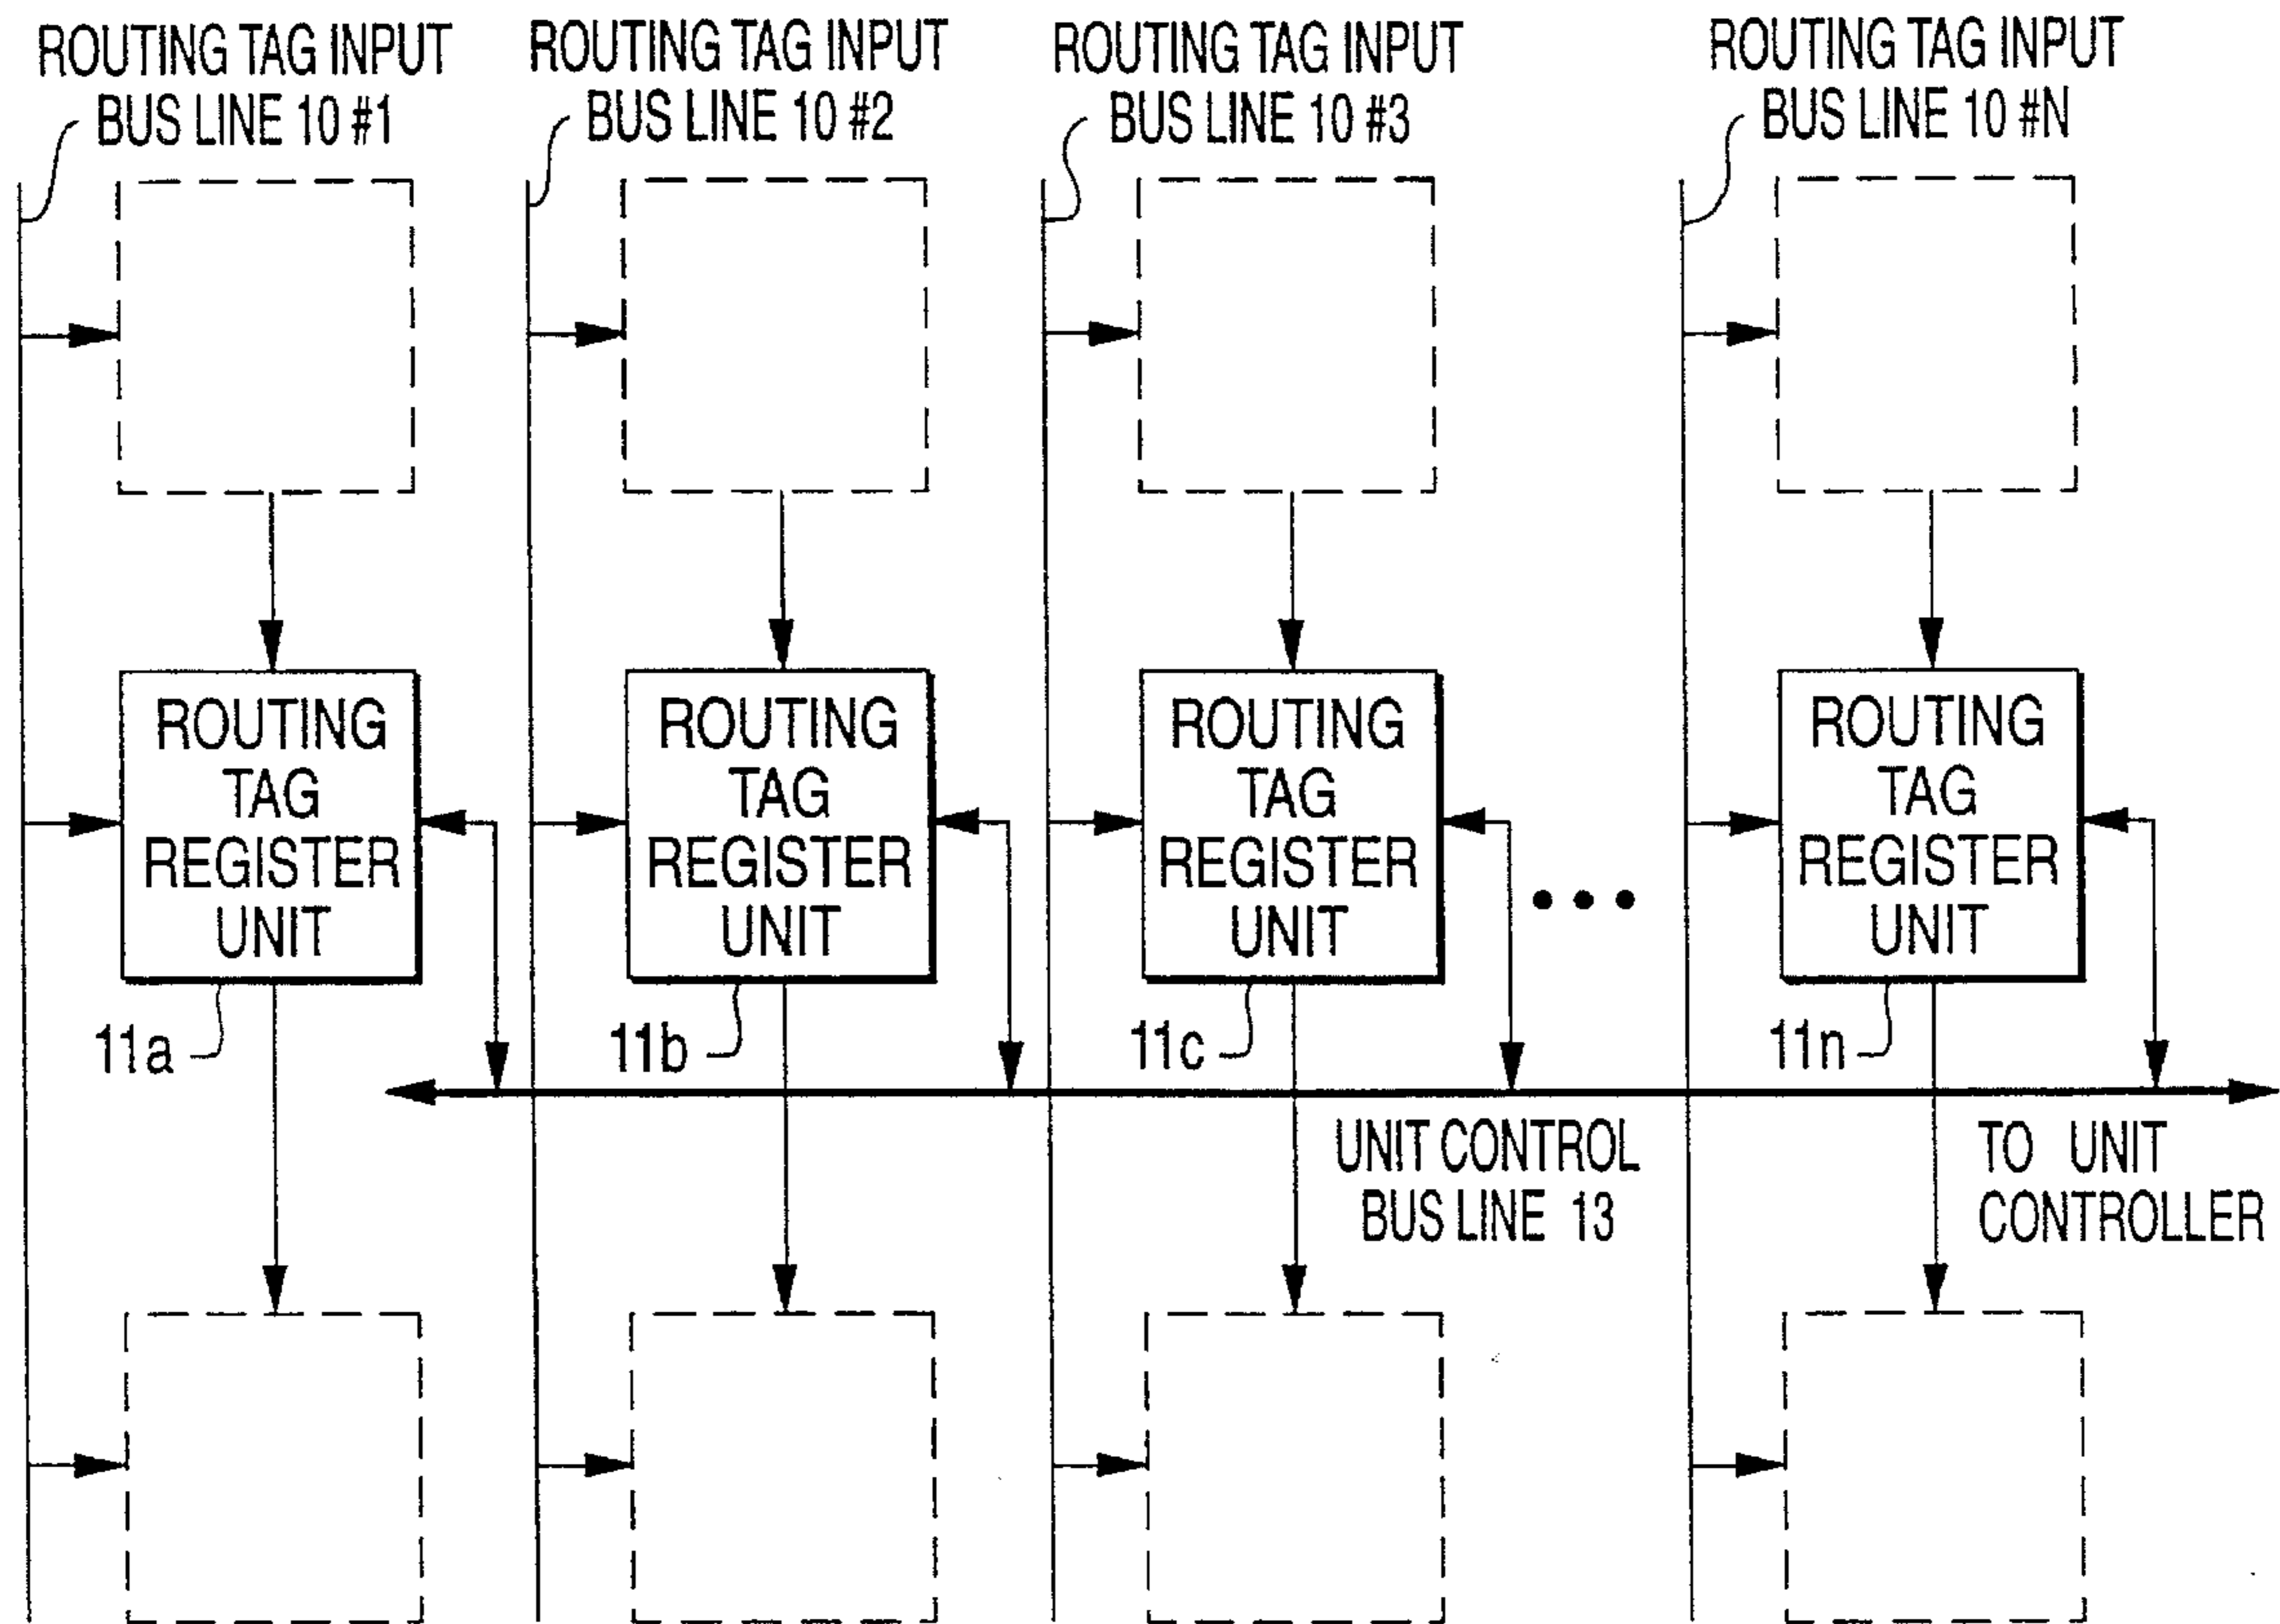 ROUTING TAG INPUT
BUS LINE 10 #1
ROUTING TAG INPUT
BUS LINE 10 #2
ROUTING TAG INPUT
BUS LINE 10 #3
ROUTING TAG INPUT
BUS LINE 10 #N
ROUTING
TAG
REGISTER
UNIT
11a
ROUTING
TAG
REGISTER
UNIT
11b
ROUTING
TAG
REGISTER
UNIT
11c
• • •
ROUTING
TAG
REGISTER
UNIT
11n
UNIT CONTROL
BUS LINE 13
TO UNIT
CONTROLLER